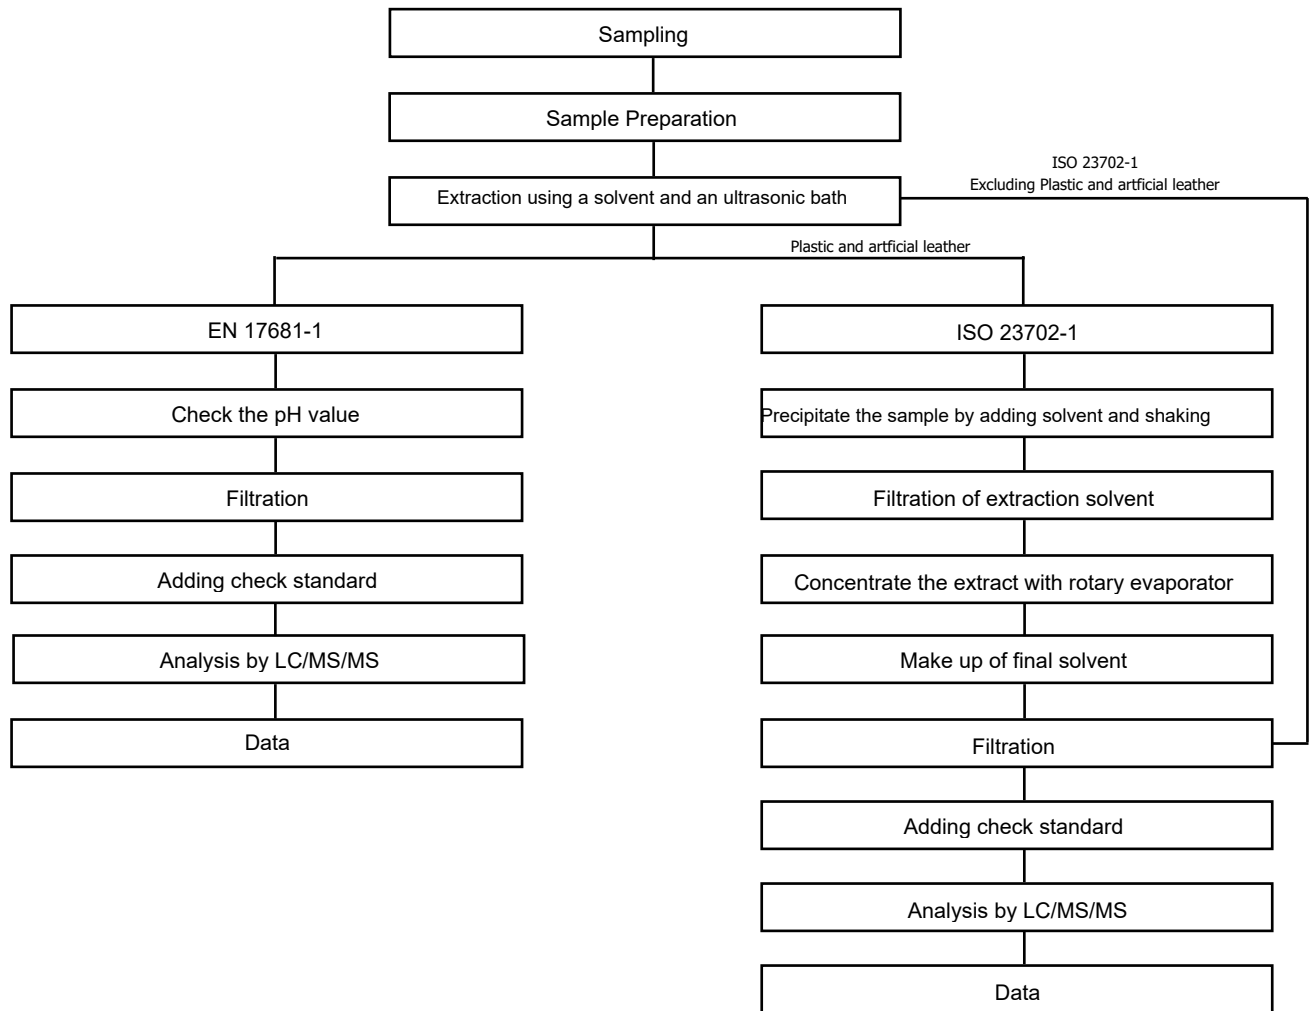 Sampling
Sample Preparation
ISO 23702-1
Excluding Plastic and artficial leather
Extraction using a solvent and an ultrasonic bath
Plastic and artficial leather
EN 17681-1
Check the pH value
Filtration
Adding check standard
Analysis by LC/MS/MS
Data
ISO 23702-1
Precipitate the sample by adding solvent and shaking
Filtration of extraction solvent
Concentrate the extract with rotary evaporator
Make up of final solvent
Filtration
Adding check standard
Analysis by LC/MS/MS
Data